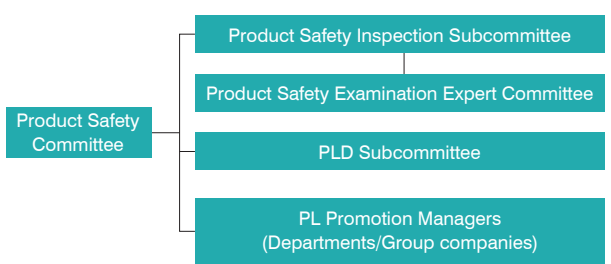 Product Safety Inspection Subcommittee
Product Safety Examination Expert Committee
Product Safety
Committee
PLD Subcommittee
PL Promotion Managers
(Departments/Group companies)